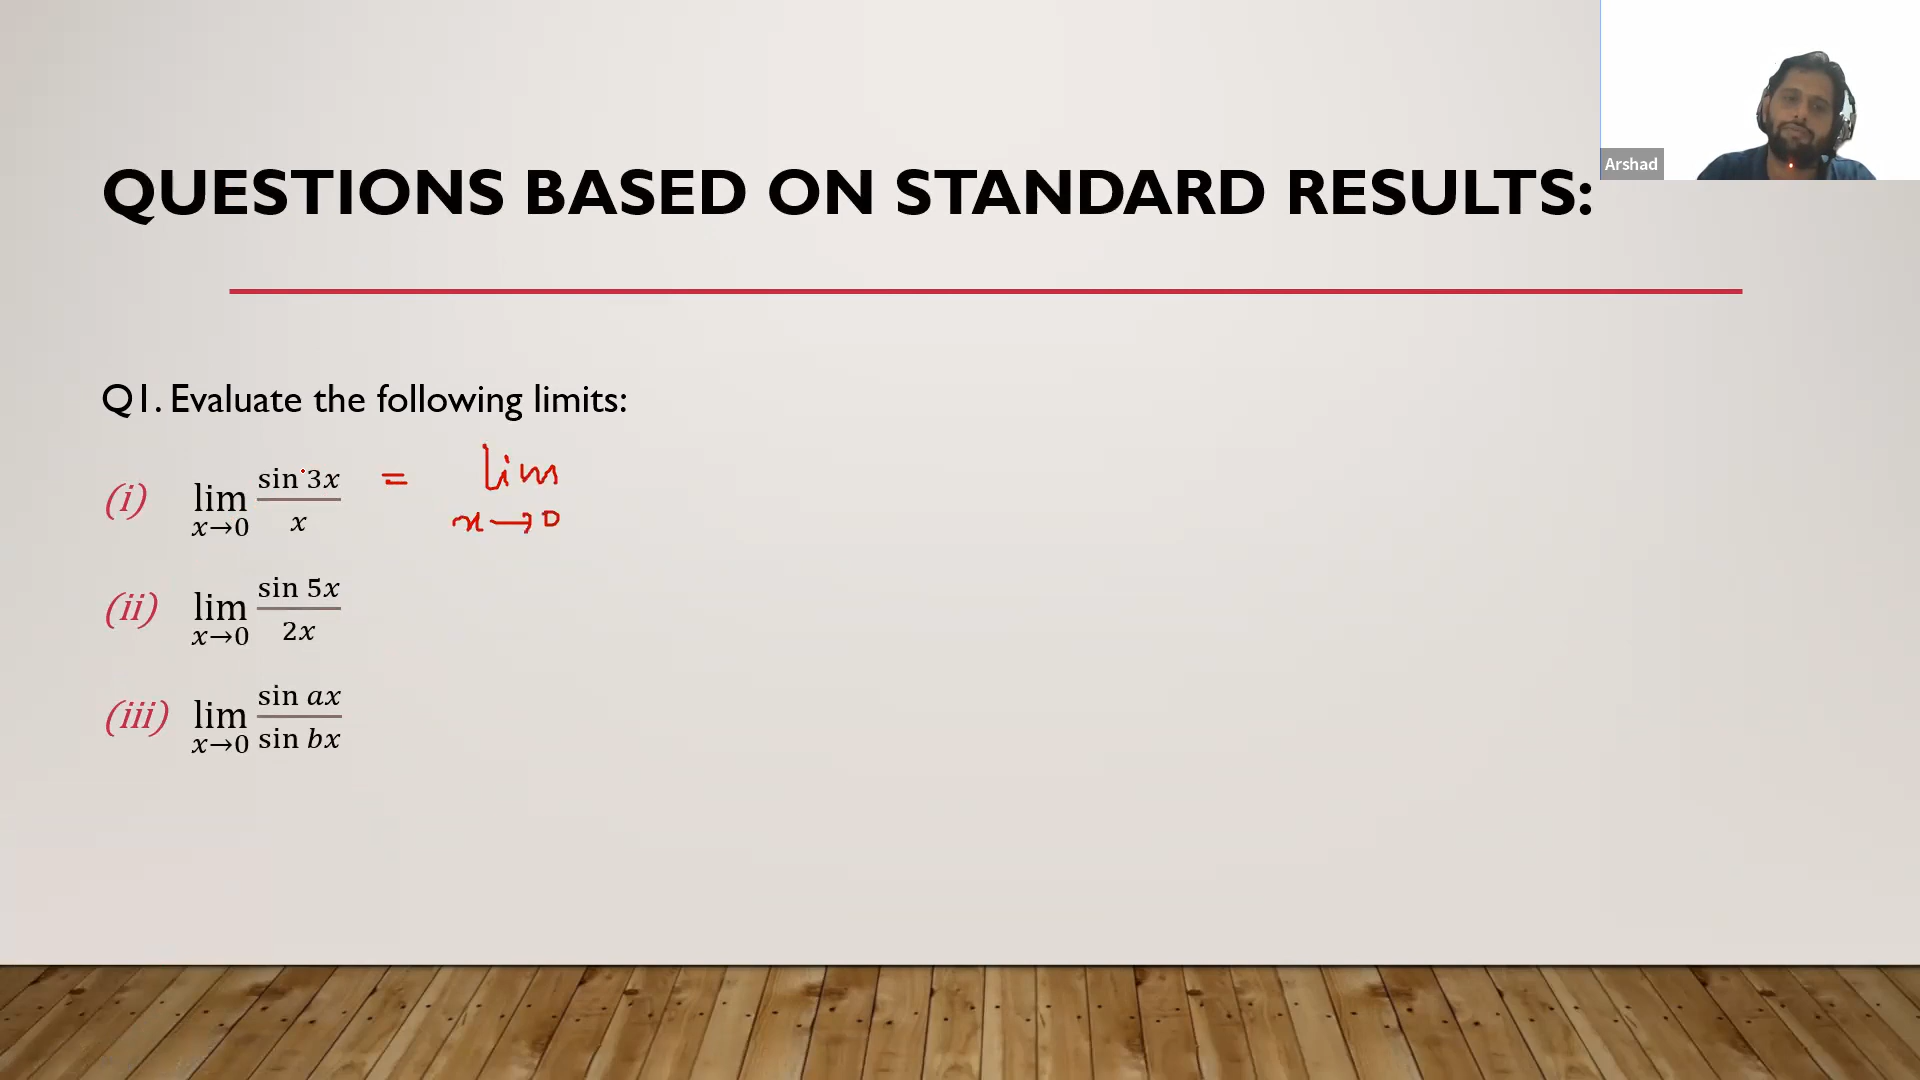 Arshad
QUESTIONS BASED ON STANDARD RESULTS:
Q1. Evaluate the following limits:
(i) lim x→0 sin 3x / x = lim x→0
(ii) lim x→0 sin 5x / 2x
(iii) lim x→0 sin ax / sin bx